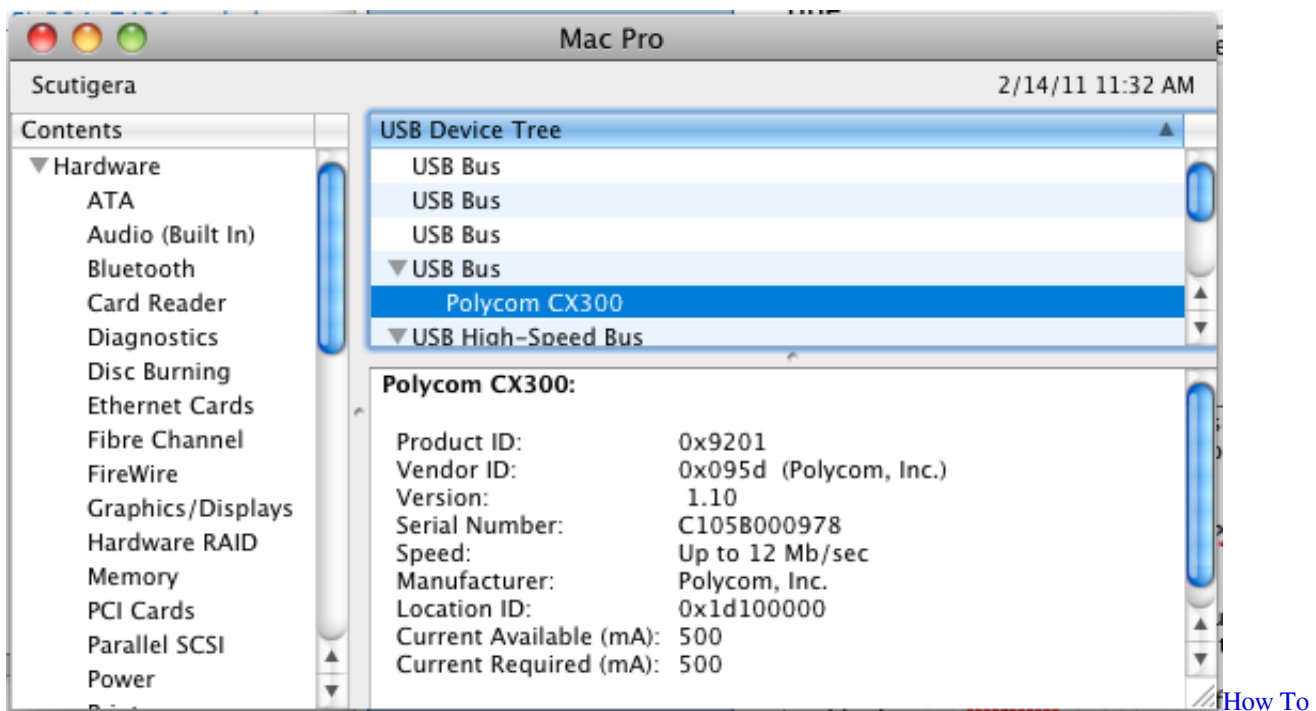 Mac Pro
Scutigera
2/14/11 11:32 AM
Contents
Hardware
ATA
Audio (Built In)
Bluetooth
Card Reader
Diagnostics
Disc Burning
Ethernet Cards
Fibre Channel
FireWire
Graphics/Displays
Hardware RAID
Memory
PCI Cards
Parallel SCSI
Power
USB Device Tree
USB Bus
USB Bus
USB Bus
USB Bus
Polycom CX300
USB High-Speed Bus
Polycom CX300:
Product ID: 0x9201
Vendor ID: 0x095d (Polycom, Inc.)
Version: 1.10
Serial Number: C105B000978
Speed: Up to 12 Mb/sec
Manufacturer: Polycom, Inc.
Location ID: 0x1d100000
Current Available (mA): 500
Current Required (mA): 500
How To